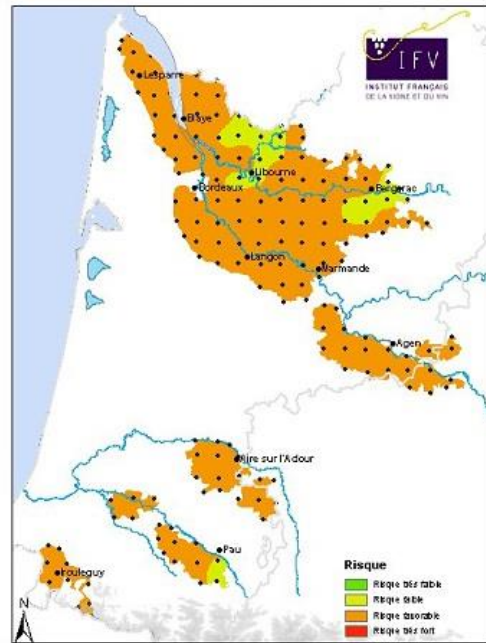 IFV
INSTITUT FRANÇAIS
DE LA VIGNE ET DU VIN
Lesparre
Blaye
Libourne
Bordeaux
Bergerac
Langon
Marmande
Agen
Aire sur l'Adour
Pau
Irouleguy
Risque
Risque très faible
Risque faible
Risque favorable
Risque très fort
N